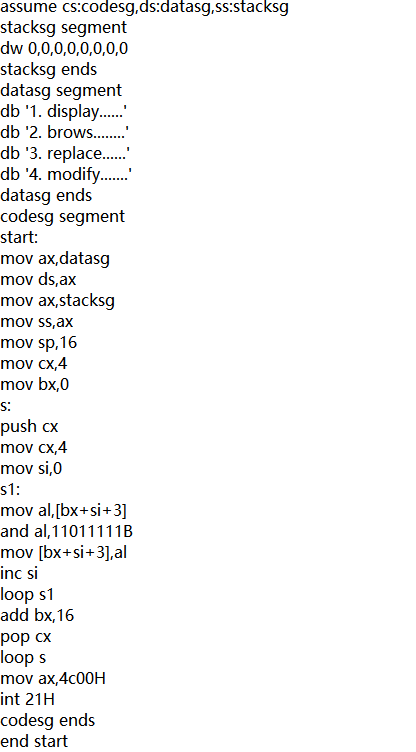 assume cs:codesg,ds:datasg,ss:stacksg
stacksg segment
dw 0,0,0,0,0,0,0,0
stacksg ends
datasg segment
db '1. display......'
db '2. brows........'
db '3. replace......'
db '4. modify.......'
datasg ends
codesg segment
start:
mov ax,datasg
mov ds,ax
mov ax,stacksg
mov ss,ax
mov sp,16
mov cx,4
mov bx,0
s:
push cx
mov cx,4
mov si,0
s1:
mov al,[bx+si+3]
and al,11011111B
mov [bx+si+3],al
inc si
loop s1
add bx,16
pop cx
loop s
mov ax,4c00H
int 21H
codesg ends
end start